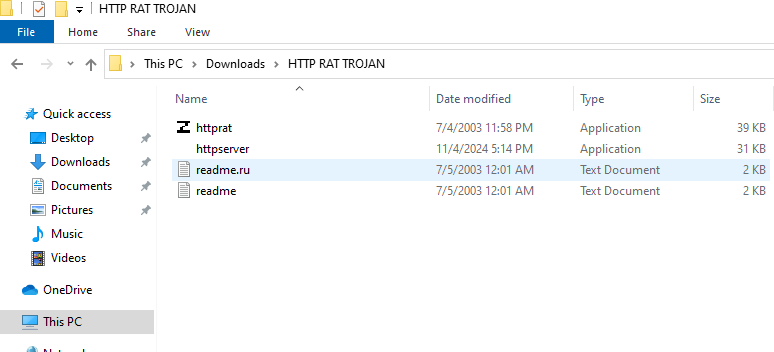 HTTP RAT TROJAN
File Home Share View
This PC Downloads HTTP RAT TROJAN
Name Date modified Type Size
Quick access
Desktop
Downloads
Documents
Pictures
Music
Videos
OneDrive
This PC
httprat 7/4/2003 11:58 PM Application 39 KB
httpserver 11/4/2024 5:14 PM Application 31 KB
readme.ru 7/5/2003 12:01 AM Text Document 2 KB
readme 7/5/2003 12:01 AM Text Document 2 KB